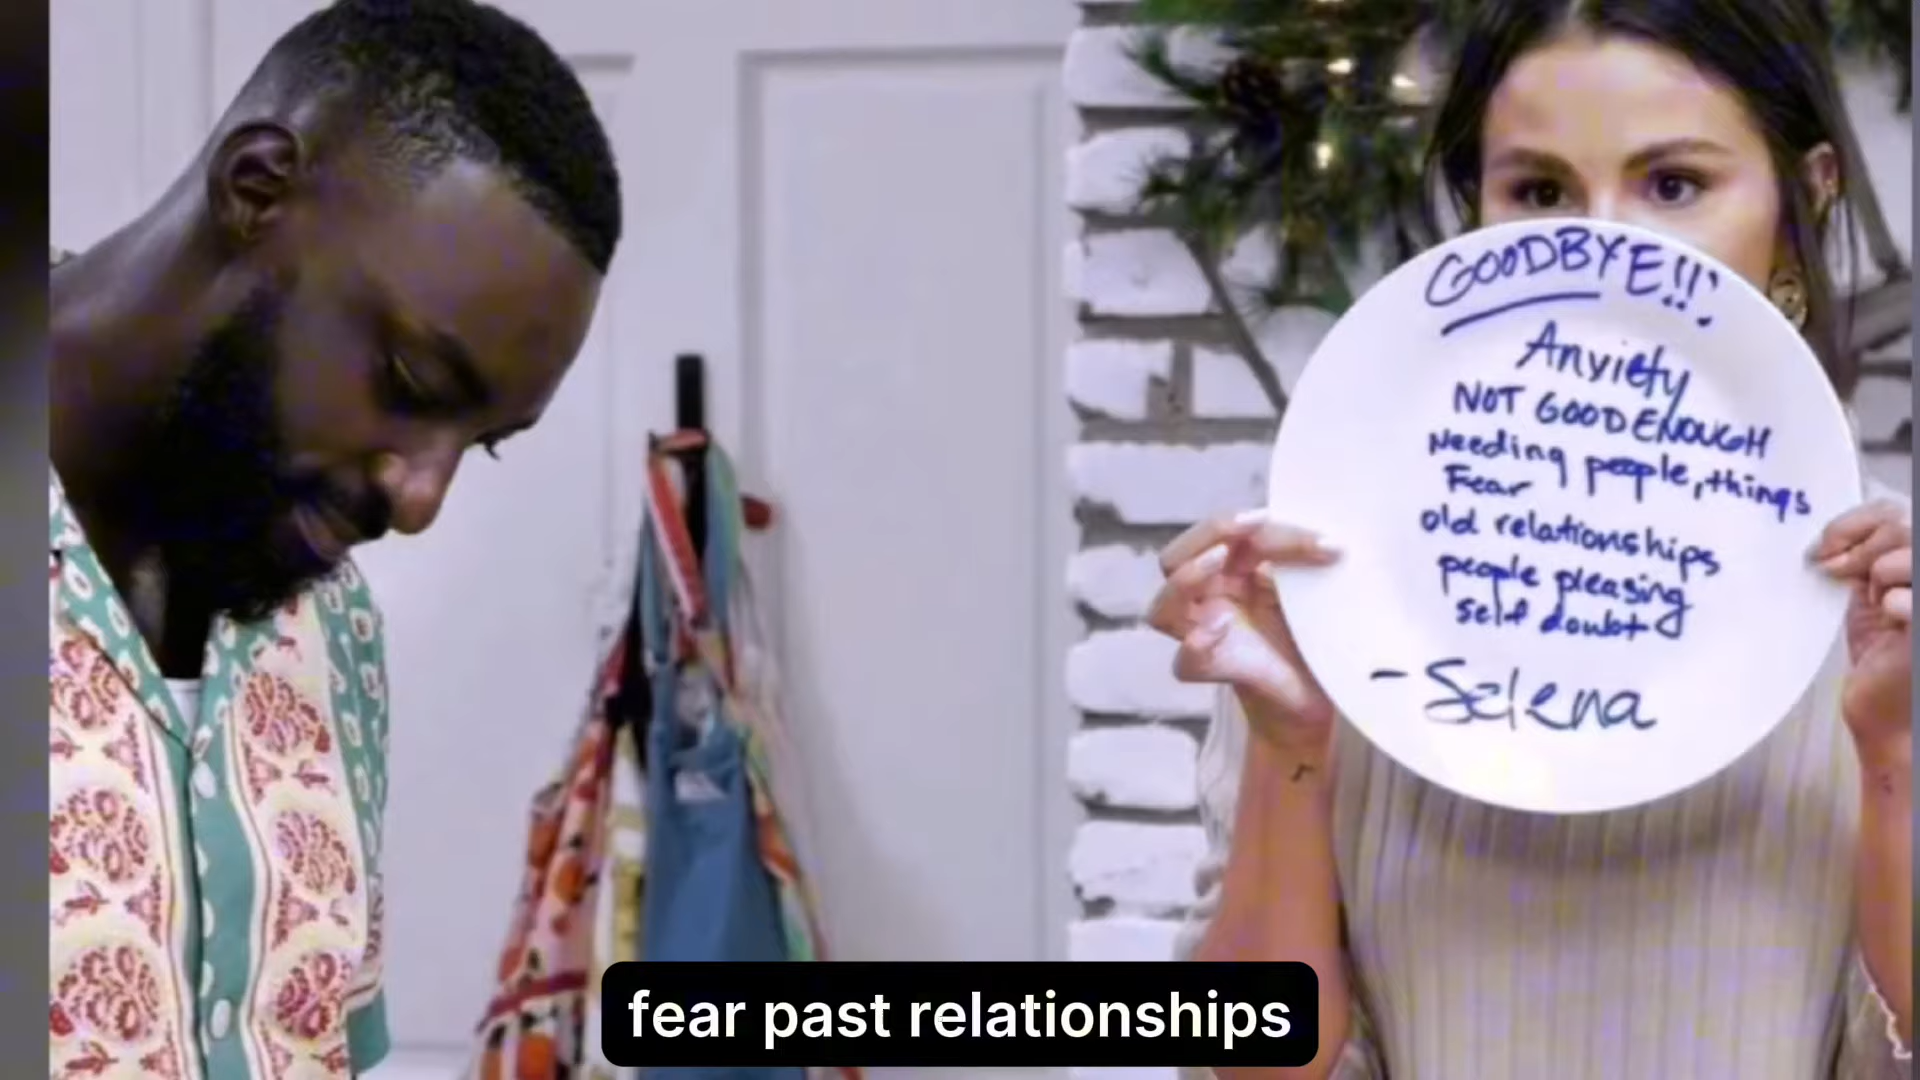 GOODBYE!!!
Anxiety
NOT GOOD ENOUGH
Needing people, things
Fear
old relationships
people pleasing
self doubt
- Selena
fear past relationships